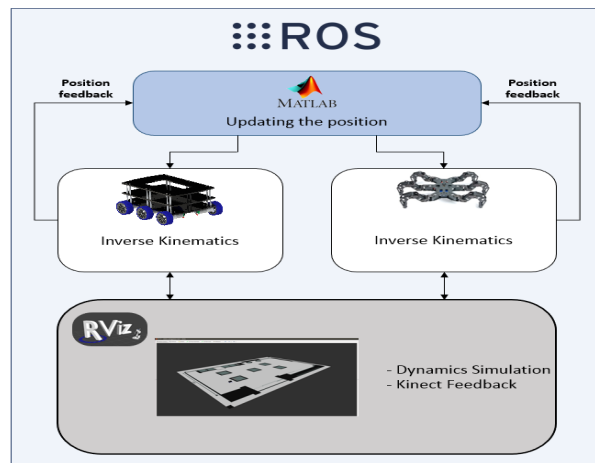 ROS
Position
feedback
Position
feedback
MATLAB
Updating the position
Inverse Kinematics
Inverse Kinematics
RViz
- Dynamics Simulation
- Kinect Feedback